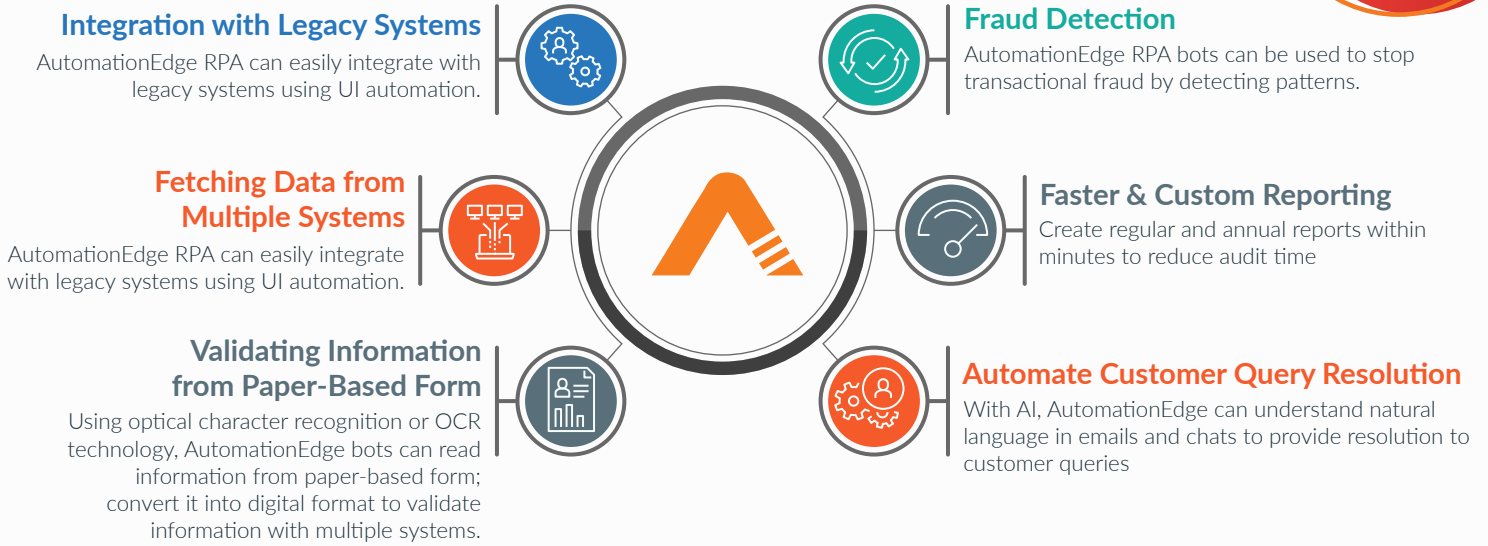 Integration with Legacy Systems
AutomationEdge RPA can easily integrate with
legacy systems using UI automation.
Fetching Data from
Multiple Systems
AutomationEdge RPA can easily integrate
with legacy systems using UI automation.
Validating Information
from Paper-Based Form
Using optical character recognition or OCR
technology, AutomationEdge bots can read
information from paper-based form;
convert it into digital format to validate
information with multiple systems.
Fraud Detection
AutomationEdge RPA bots can be used to stop
transactional fraud by detecting patterns.
Faster & Custom Reporting
Create regular and annual reports within
minutes to reduce audit time
Automate Customer Query Resolution
With AI, AutomationEdge can understand natural
language in emails and chats to provide resolution to
customer queries